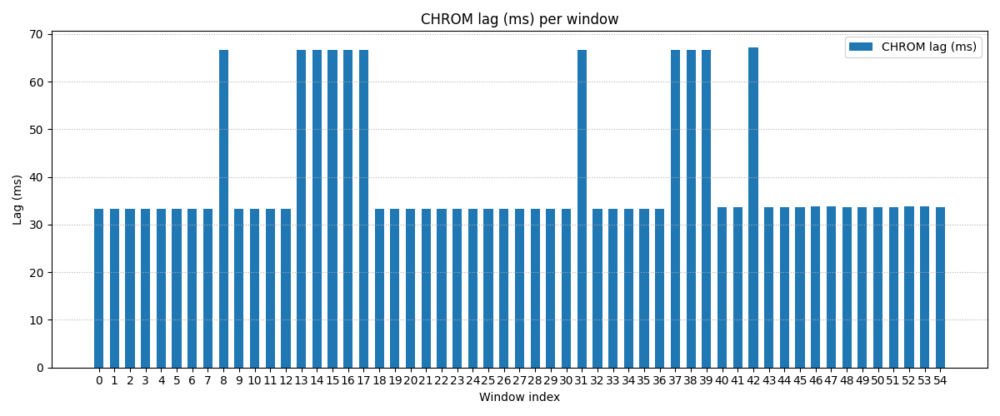 CHROM lag (ms) per window
CHROM lag (ms)
Lag (ms)
70
60
50
40
30
20
10
0
0 1 2 3 4 5 6 7 8 9 10 11 12 13 14 15 16 17 18 19 20 21 22 23 24 25 26 27 28 29 30 31 32 33 34 35 36 37 38 39 40 41 42 43 44 45 46 47 48 49 50 51 52 53 54
Window index